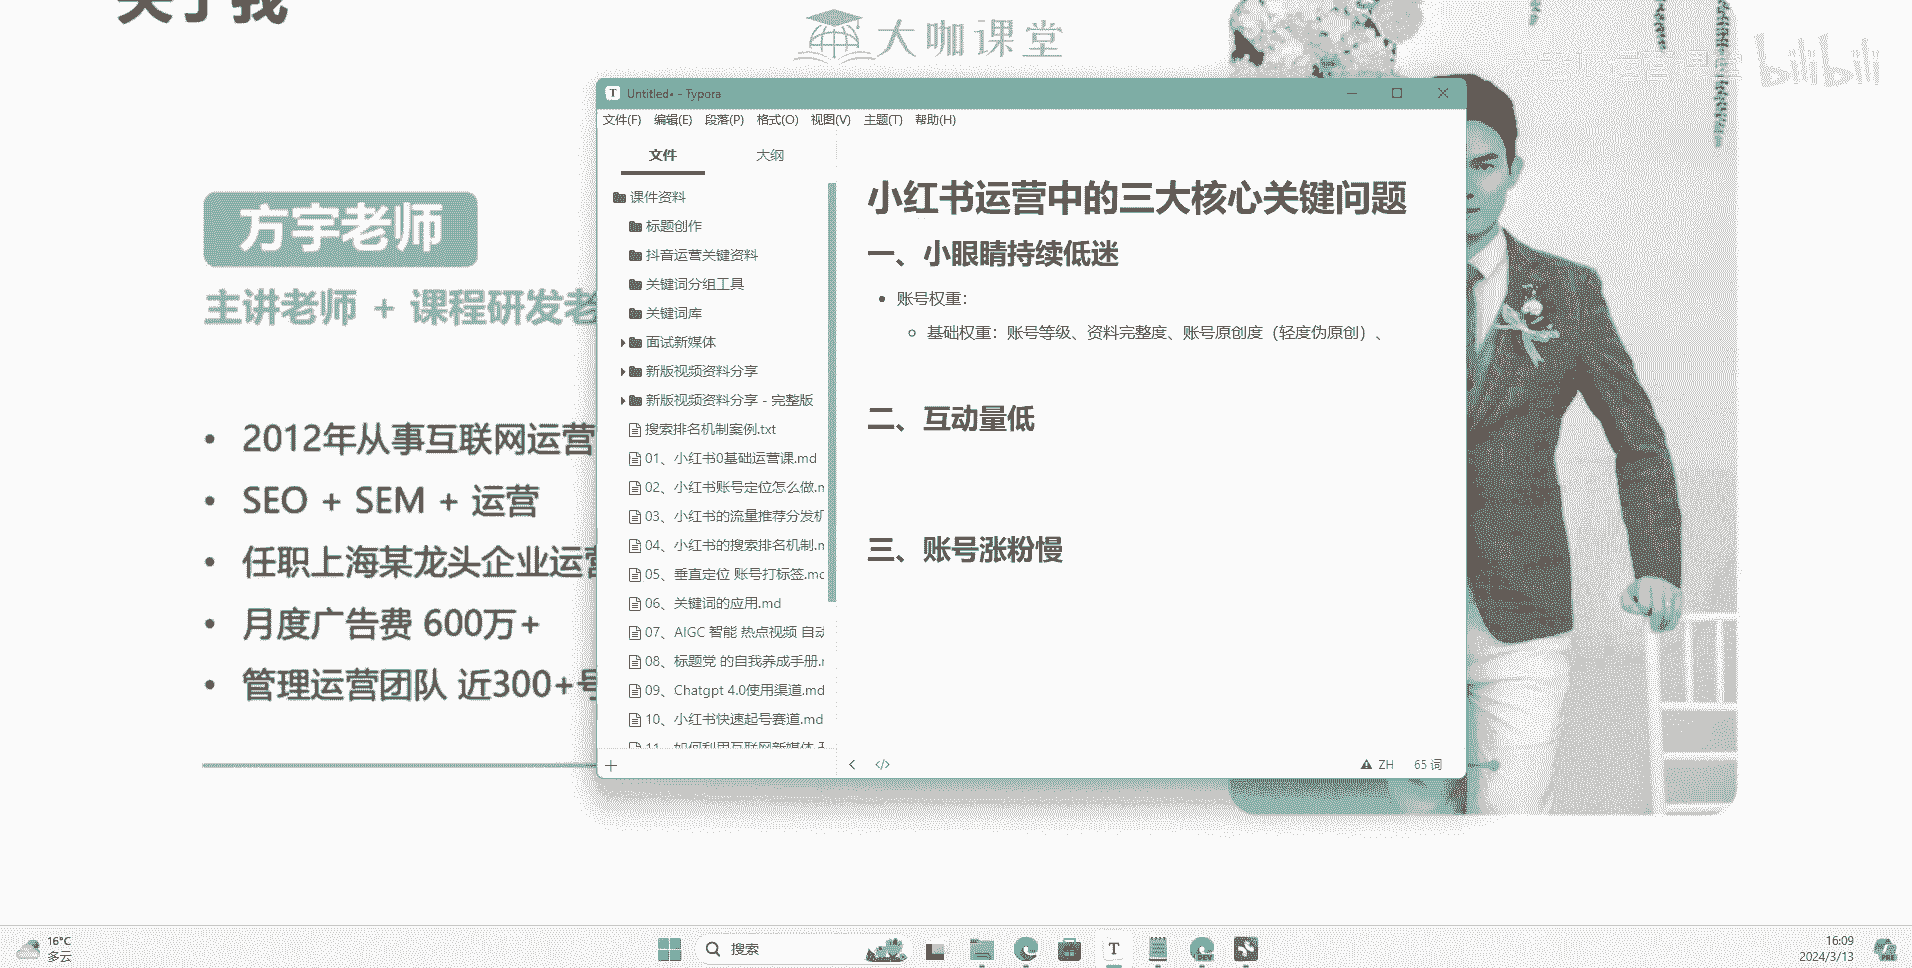 关于我
大咖课堂
bilibili
方宇老师
主讲老师 + 课程研发老
2012年从事互联网运营
SEO + SEM + 运营
任职上海某龙头企业运营
月度广告费 600万+
管理运营团队 近300+号
Untitled• - Typora
文件(F) 编辑(E) 段落(P) 格式(O) 视图(V) 主题(T) 帮助(H)
文件 大纲
课件资料
标题创作
抖音运营关键资料
关键词分组工具
关键词库
面试新媒体
新版视频资料分享
新版视频资料分享 - 完整版
搜索排名机制案例.txt
01、小红书0基础运营课.md
02、小红书账号定位怎么做.m
03、小红书的流量推荐分发机
04、小红书的搜索排名机制.m
05、垂直定位 账号打标签.mc
06、关键词的应用.md
07、AIGC 智能 热点视频 自动
08、标题党 的自我养成手册.r
09、Chatgpt 4.0使用渠道.md
10、小红书快速起号赛道.md
11、如何利用互联网新媒体
小红书运营中的三大核心关键问题
一、小眼睛持续低迷
账号权重：
基础权重：账号等级、资料完整度、账号原创度（轻度伪原创）、
二、互动量低
三、账号涨粉慢
</> ZH 65 词
16°C
多云
搜索
16:09
2024/3/13